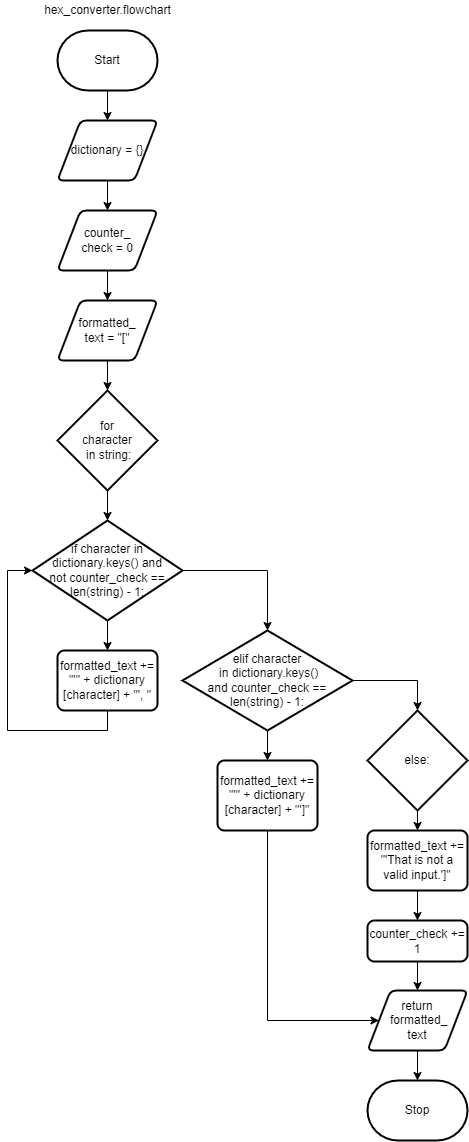 hex_converter.flowchart
Start
dictionary = {}
counter_
check = 0
formatted_
text = "["
for
character
in string:
if character in
dictionary.keys() and
not counter_check ==
len(string) - 1:
formatted_text +=
"'" + dictionary
[character] + "', "
elif character
in dictionary.keys()
and counter_check ==
len(string) - 1:
formatted_text +=
"'" + dictionary
[character] + "']"
else:
formatted_text +=
"'That is not a
valid input.']"
counter_check +=
1
return
formatted_
text
Stop